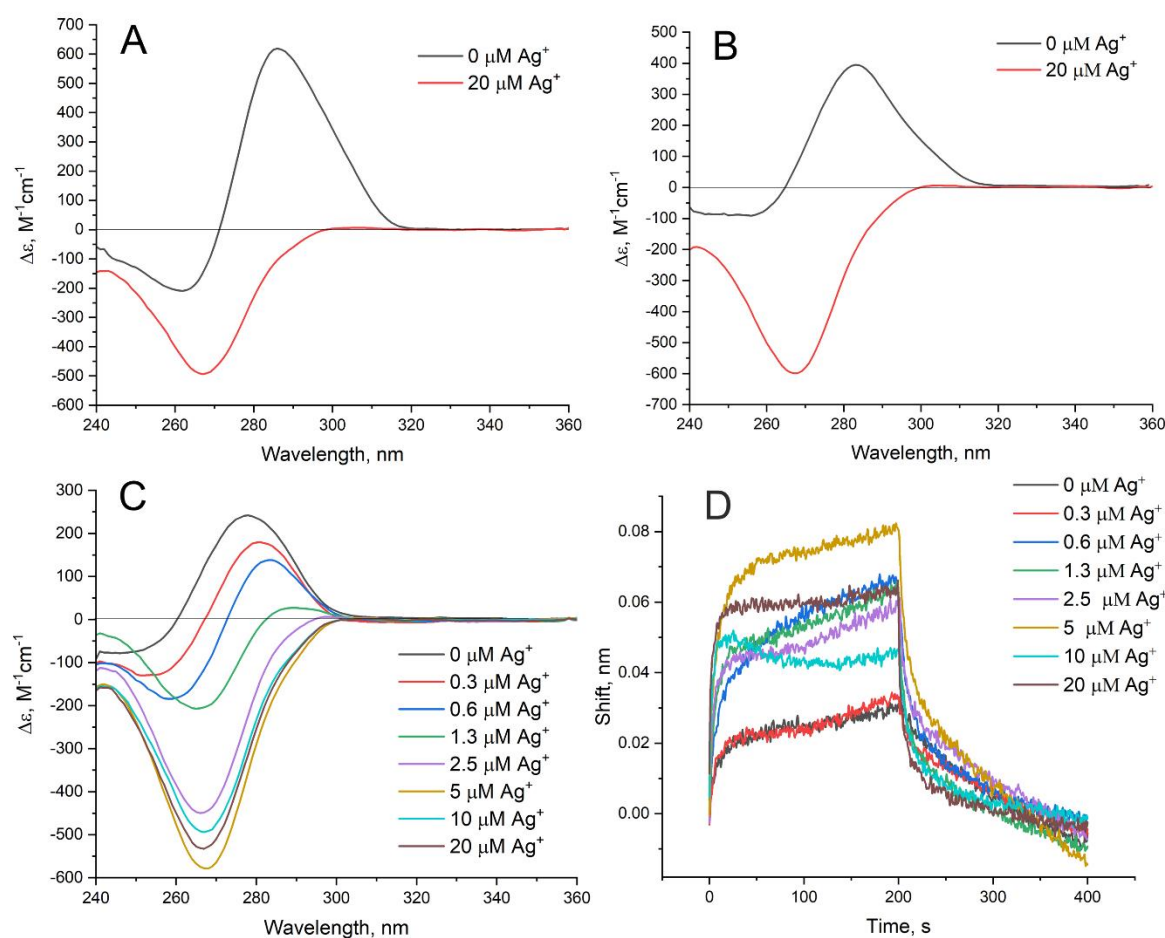 A
700
600
500
400
300
200
100
0
-100
-200
-300
-400
-500
-600
Δε, M⁻¹cm⁻¹
0 μM Ag⁺
20 μM Ag⁺
240 260 280 300 320 340 360
Wavelength, nm
B
500
400
300
200
100
0
-100
-200
-300
-400
-500
-600
-700
Δε, M⁻¹cm⁻¹
0 μM Ag⁺
20 μM Ag⁺
240 260 280 300 320 340 360
Wavelength, nm
C
300
200
100
0
-100
-200
-300
-400
-500
-600
Δε, M⁻¹cm⁻¹
0 μM Ag⁺
0.3 μM Ag⁺
0.6 μM Ag⁺
1.3 μM Ag⁺
2.5 μM Ag⁺
5 μM Ag⁺
10 μM Ag⁺
20 μM Ag⁺
240 260 280 300 320 340 360
Wavelength, nm
D
0.08
0.06
0.04
0.02
0.00
Shift, nm
0 μM Ag⁺
0.3 μM Ag⁺
0.6 μM Ag⁺
1.3 μM Ag⁺
2.5 μM Ag⁺
5 μM Ag⁺
10 μM Ag⁺
20 μM Ag⁺
0 100 200 300 400
Time, s